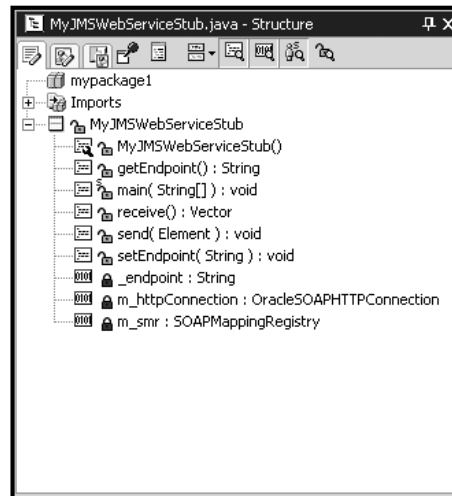 MyJMSWebServiceStub.java - Structure
mypackage1
Imports
MyJMSWebServiceStub
MyJMSWebServiceStub()
getEndpoint() : String
main( String[] ) : void
receive() : Vector
send( Element ) : void
setEndpoint( String ) : void
_endpoint : String
m_httpConnection : OracleSOAPHTTPConnection
m_smr : SOAPMappingRegistry